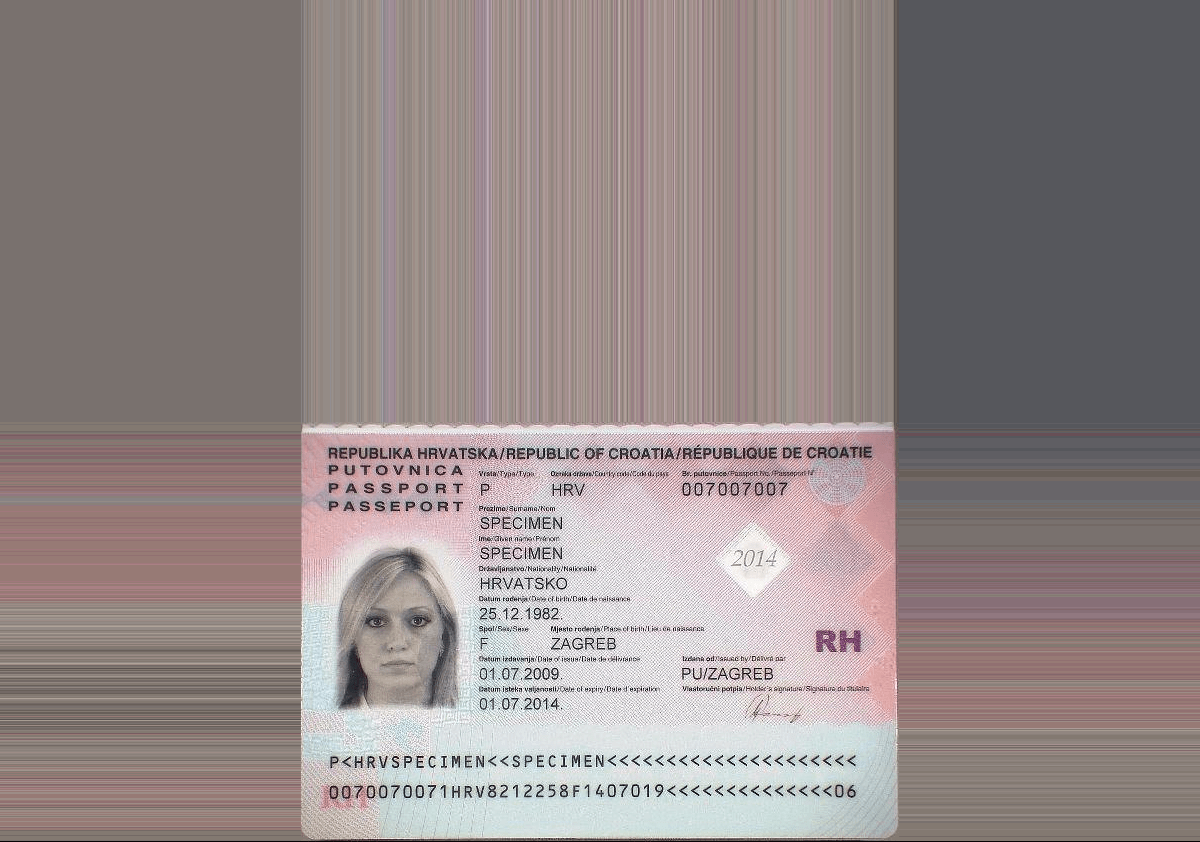 REPUBLIKA HRVATSKA/REPUBLIC OF CROATIA/RÉPUBLIQUE DE CROATIE
PUTOVNICA
PASSPORT
PASSEPORT
Vrsta/Type/Type Oznaka države/Country code/Code du pays Br. putovnice/Passport No./Passeport N°
P HRV 007007007
Prezime/Surname/Nom
SPECIMEN
Ime/Given name/Prénom
SPECIMEN
Državljanstvo/Nationality/Nationalité
HRVATSKO
2014
Datum rođenja/Date of birth/Date de naissance
25.12.1982.
Spol/Sex/Sexe Mjesto rođenja/Place of birth/Lieu de naissance
F ZAGREB
RH
Datum izdavanja/Date of issue/Date de délivrance Izdana od/Issued by/Délivré par
01.07.2009. PU/ZAGREB
Datum isteka valjanosti/Date of expiry/Date d'expiration Vlastoručni potpis/Holder's signature/Signature du titulaire
01.07.2014.
P<HRVSPECIMEN<<SPECIMEN<<<<<<<<<<<<<<<<<<<<<
0070070071HRV8212258F1407019<<<<<<<<<<<<<<06
RH